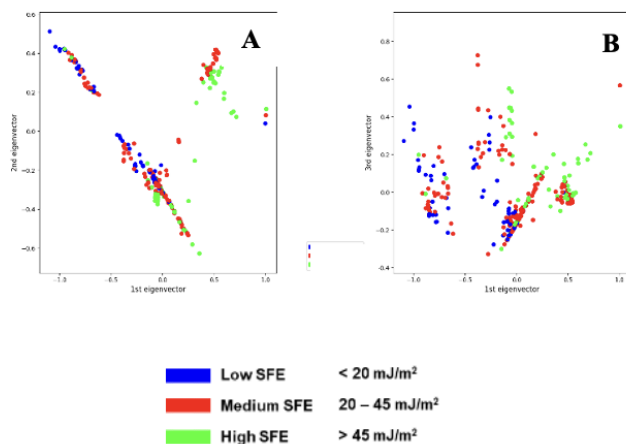 A
B
0.4
0.2
0.0
−0.2
−0.4
−0.6
2nd eigenvector
−1.0 −0.5 0.0 0.5 1.0
1st eigenvector
0.8
0.6
0.4
0.2
0.0
−0.2
−0.4
3rd eigenvector
−1.0 −0.5 0.0 0.5 1.0
1st eigenvector
Low SFE < 20 mJ/m²
Medium SFE 20 – 45 mJ/m²
High SFE > 45 mJ/m²